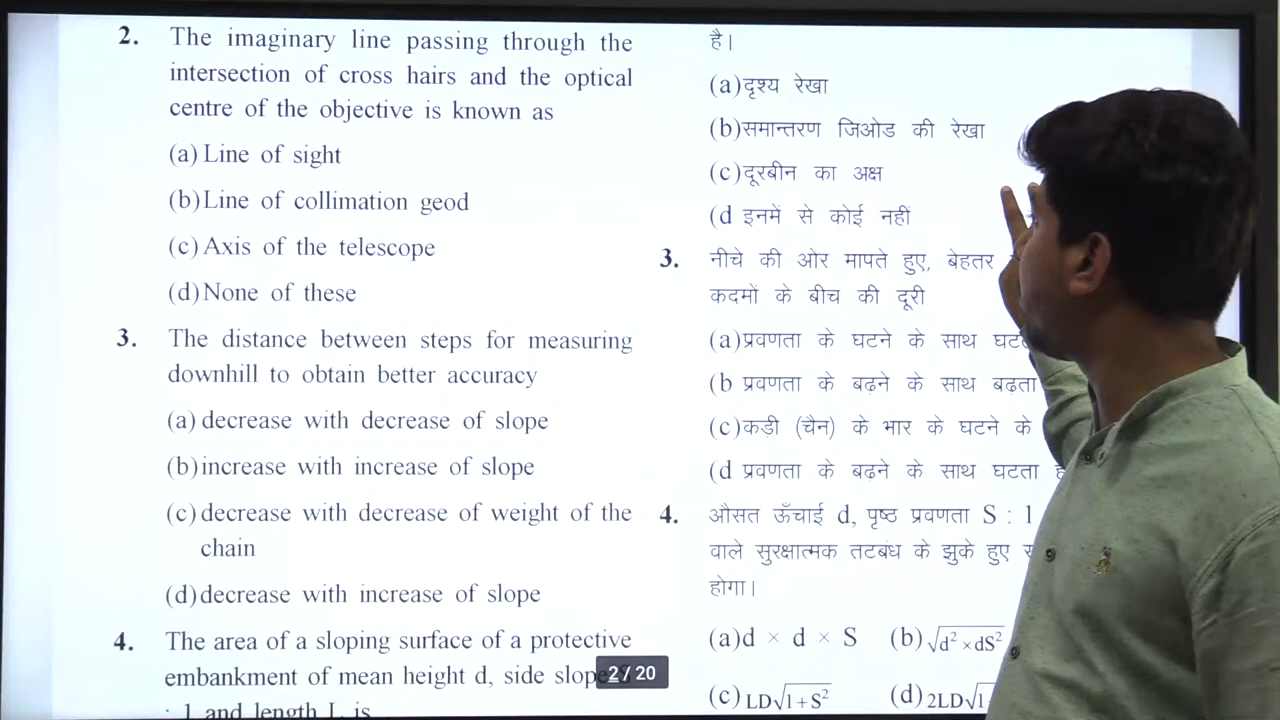 2. The imaginary line passing through the
intersection of cross hairs and the optical
centre of the objective is known as
(a) Line of sight
(b) Line of collimation geod
(c) Axis of the telescope
(d) None of these
3. The distance between steps for measuring
downhill to obtain better accuracy
(a) decrease with decrease of slope
(b) increase with increase of slope
(c) decrease with decrease of weight of the
chain
(d) decrease with increase of slope
4. The area of a sloping surface of a protective
embankment of mean height d, side slope
: 1 and length L is
है।
(a) दृश्य रेखा
(b) समान्तरण जिओड की रेखा
(c) दूरबीन का अक्ष
(d इनमें से कोई नहीं
3. नीचे की ओर मापते हुए, बेहतर
कदमों के बीच की दूरी
(a) प्रवणता के घटने के साथ
(b प्रवणता के बढ़ने के साथ बढ़ता
(c) कड़ी (चैन) के भार के घटने के
(d प्रवणता के बढ़ने के साथ घटता
4. औसत ऊँचाई d, पृष्ठ प्रवणता S : 1
वाले सुरक्षात्मक तटबंध के झुके हुए
होगा।
(a) d × d × S (b) √d² × dS²
(c) LD√1+S² (d) 2LD√1
2 / 20